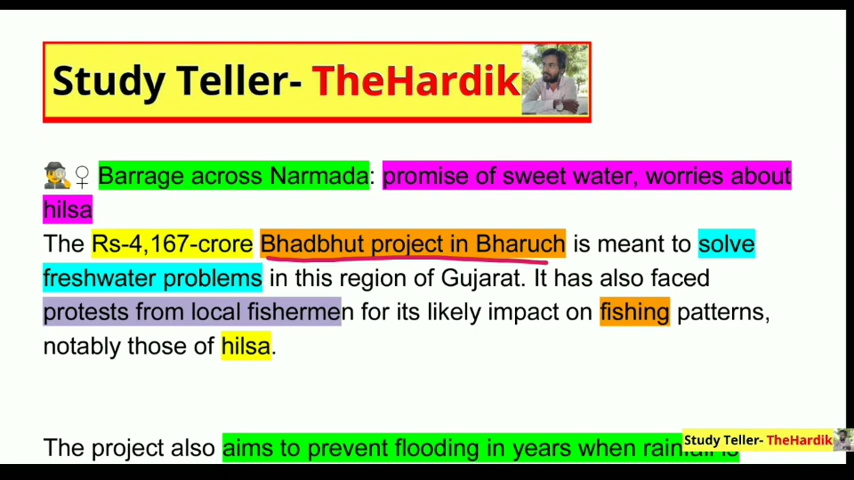 Study Teller- TheHardik
Barrage across Narmada: promise of sweet water, worries about
hilsa
The Rs-4,167-crore Bhadbhut project in Bharuch is meant to solve
freshwater problems in this region of Gujarat. It has also faced
protests from local fishermen for its likely impact on fishing patterns,
notably those of hilsa.
The project also aims to prevent flooding in years when rainfall is
Study Teller- TheHardik